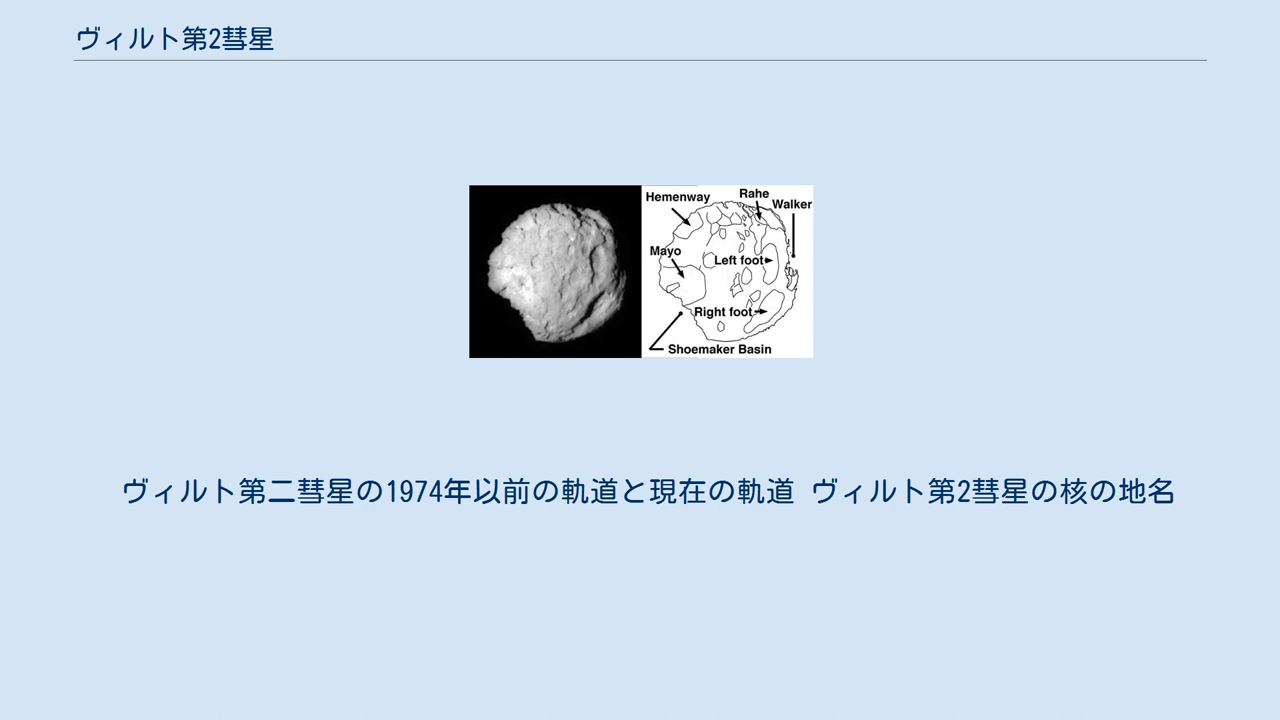 ヴィルト第2彗星
Hemenway
Rahe
Walker
Mayo
Left foot
Right foot
Shoemaker Basin
ヴィルト第二彗星の1974年以前の軌道と現在の軌道 ヴィルト第2彗星の核の地名